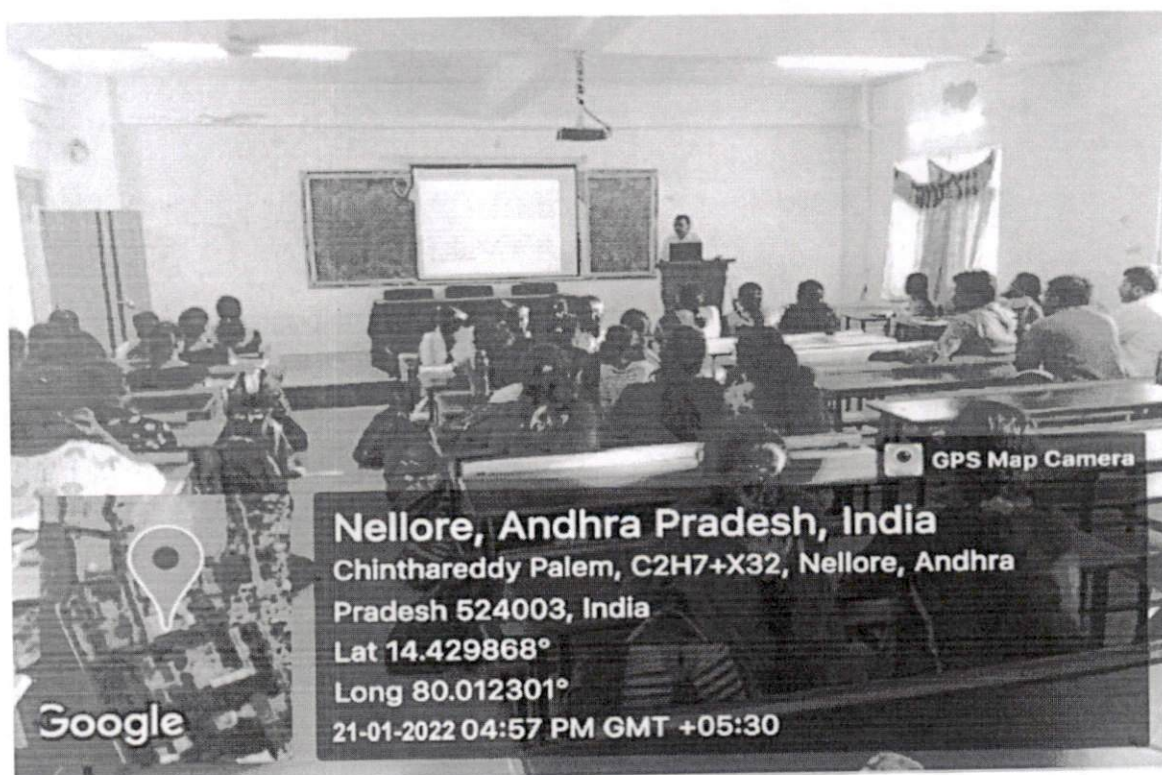 GPS Map Camera
Nellore, Andhra Pradesh, India
Chinthareddy Palem, C2H7+X32, Nellore, Andhra
Pradesh 524003, India
Lat 14.429868°
Long 80.012301°
21-01-2022 04:57 PM GMT +05:30
Google